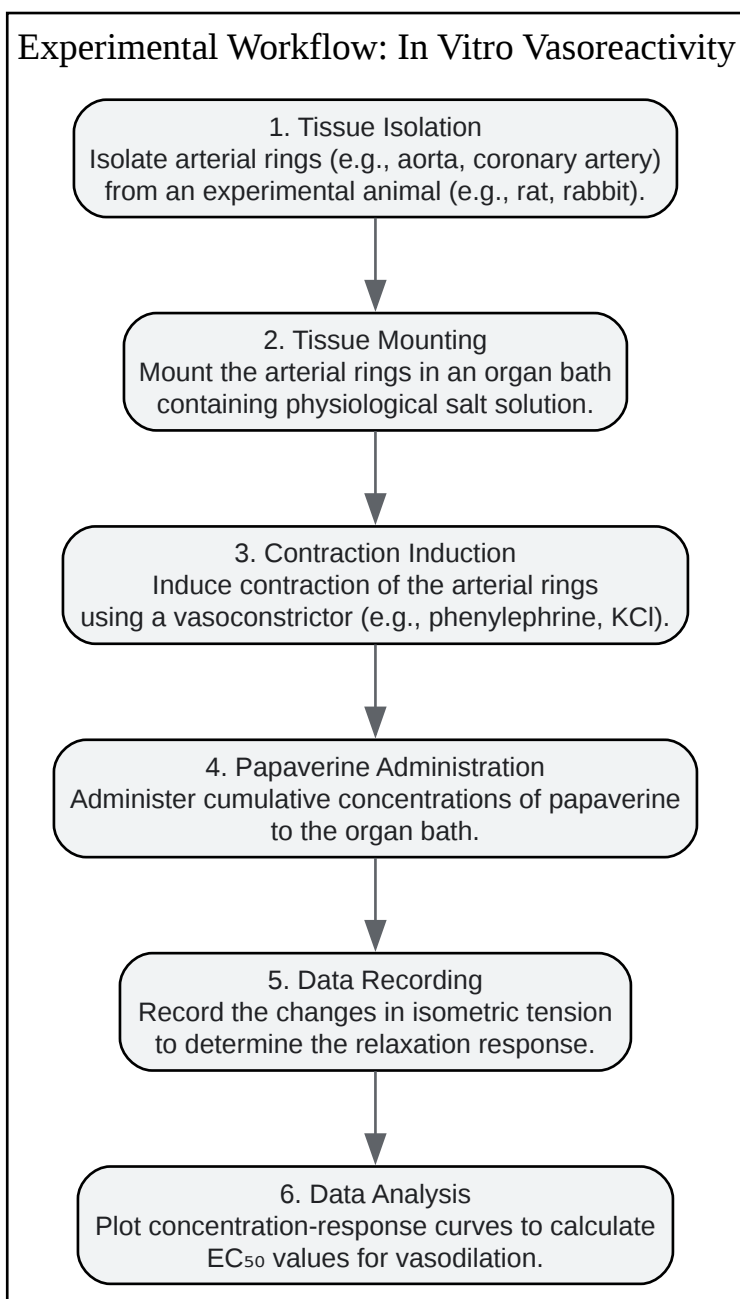 Experimental Workflow: In Vitro Vasoreactivity
1. Tissue Isolation
Isolate arterial rings (e.g., aorta, coronary artery)
from an experimental animal (e.g., rat, rabbit).
2. Tissue Mounting
Mount the arterial rings in an organ bath
containing physiological salt solution.
3. Contraction Induction
Induce contraction of the arterial rings
using a vasoconstrictor (e.g., phenylephrine, KCl).
4. Papaverine Administration
Administer cumulative concentrations of papaverine
to the organ bath.
5. Data Recording
Record the changes in isometric tension
to determine the relaxation response.
6. Data Analysis
Plot concentration-response curves to calculate
EC₅₀ values for vasodilation.